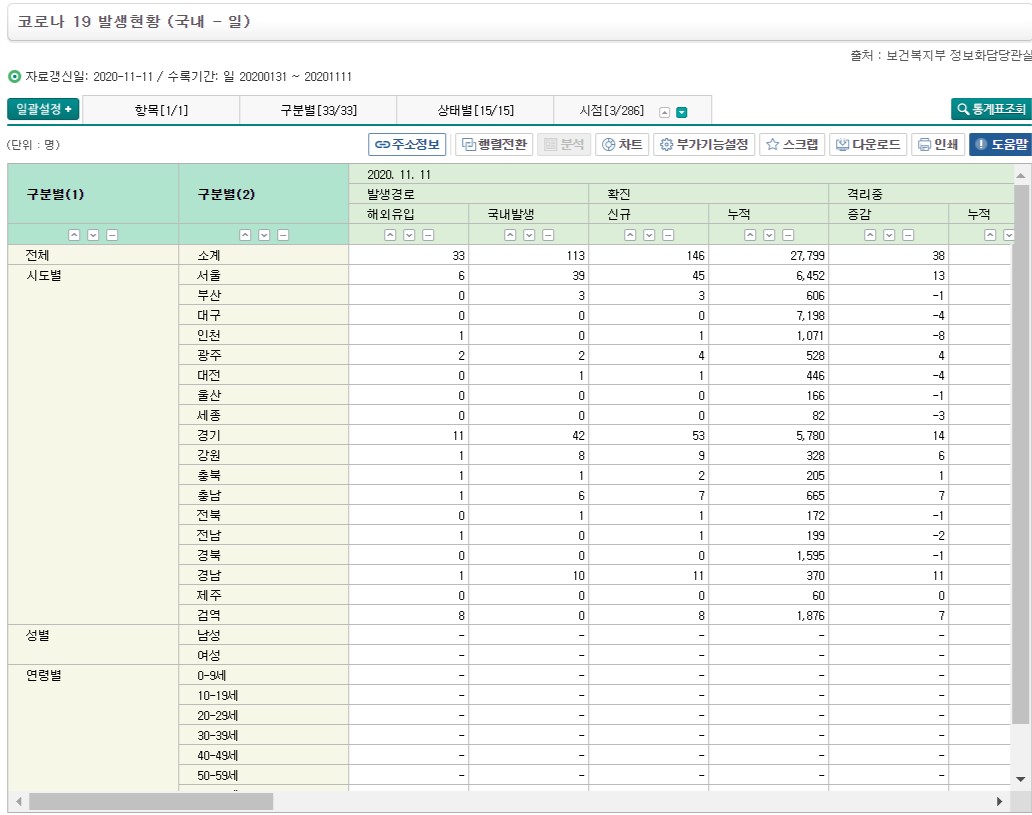 코로나 19 발생현황 (국내 - 일)
출처 : 보건복지부 정보화담당관실
자료갱신일: 2020-11-11 / 수록기간: 일 20200131 ~ 20201111
일괄설정 + 항목[1/1] 구분별[33/33] 상태별[15/15] 시점[3/286] 통계표조회
(단위 : 명) 주소정보 행렬전환 분석 차트 부가기능설정 스크랩 다운로드 인쇄 도움말
구분별(1) 구분별(2) 2020. 11. 11
발생경로 확진 격리중
해외유입 국내발생 신규 누적 증감 누적
전체 소계 33 113 146 27,799 38
시도별 서울 6 39 45 6,452 13
부산 0 3 3 606 -1
대구 0 0 0 7,198 -4
인천 1 0 1 1,071 -8
광주 2 2 4 528 4
대전 0 1 1 446 -4
울산 0 0 0 166 -1
세종 0 0 0 82 -3
경기 11 42 53 5,780 14
강원 1 8 9 328 6
충북 1 1 2 205 1
충남 1 6 7 665 7
전북 0 1 1 172 -1
전남 1 0 1 199 -2
경북 0 0 0 1,595 -1
경남 1 10 11 370 11
제주 0 0 0 60 0
검역 8 0 8 1,876 7
성별 남성 - - - - -
여성 - - - - -
연령별 0-9세 - - - - -
10-19세 - - - - -
20-29세 - - - - -
30-39세 - - - - -
40-49세 - - - - -
50-59세 - - - - -